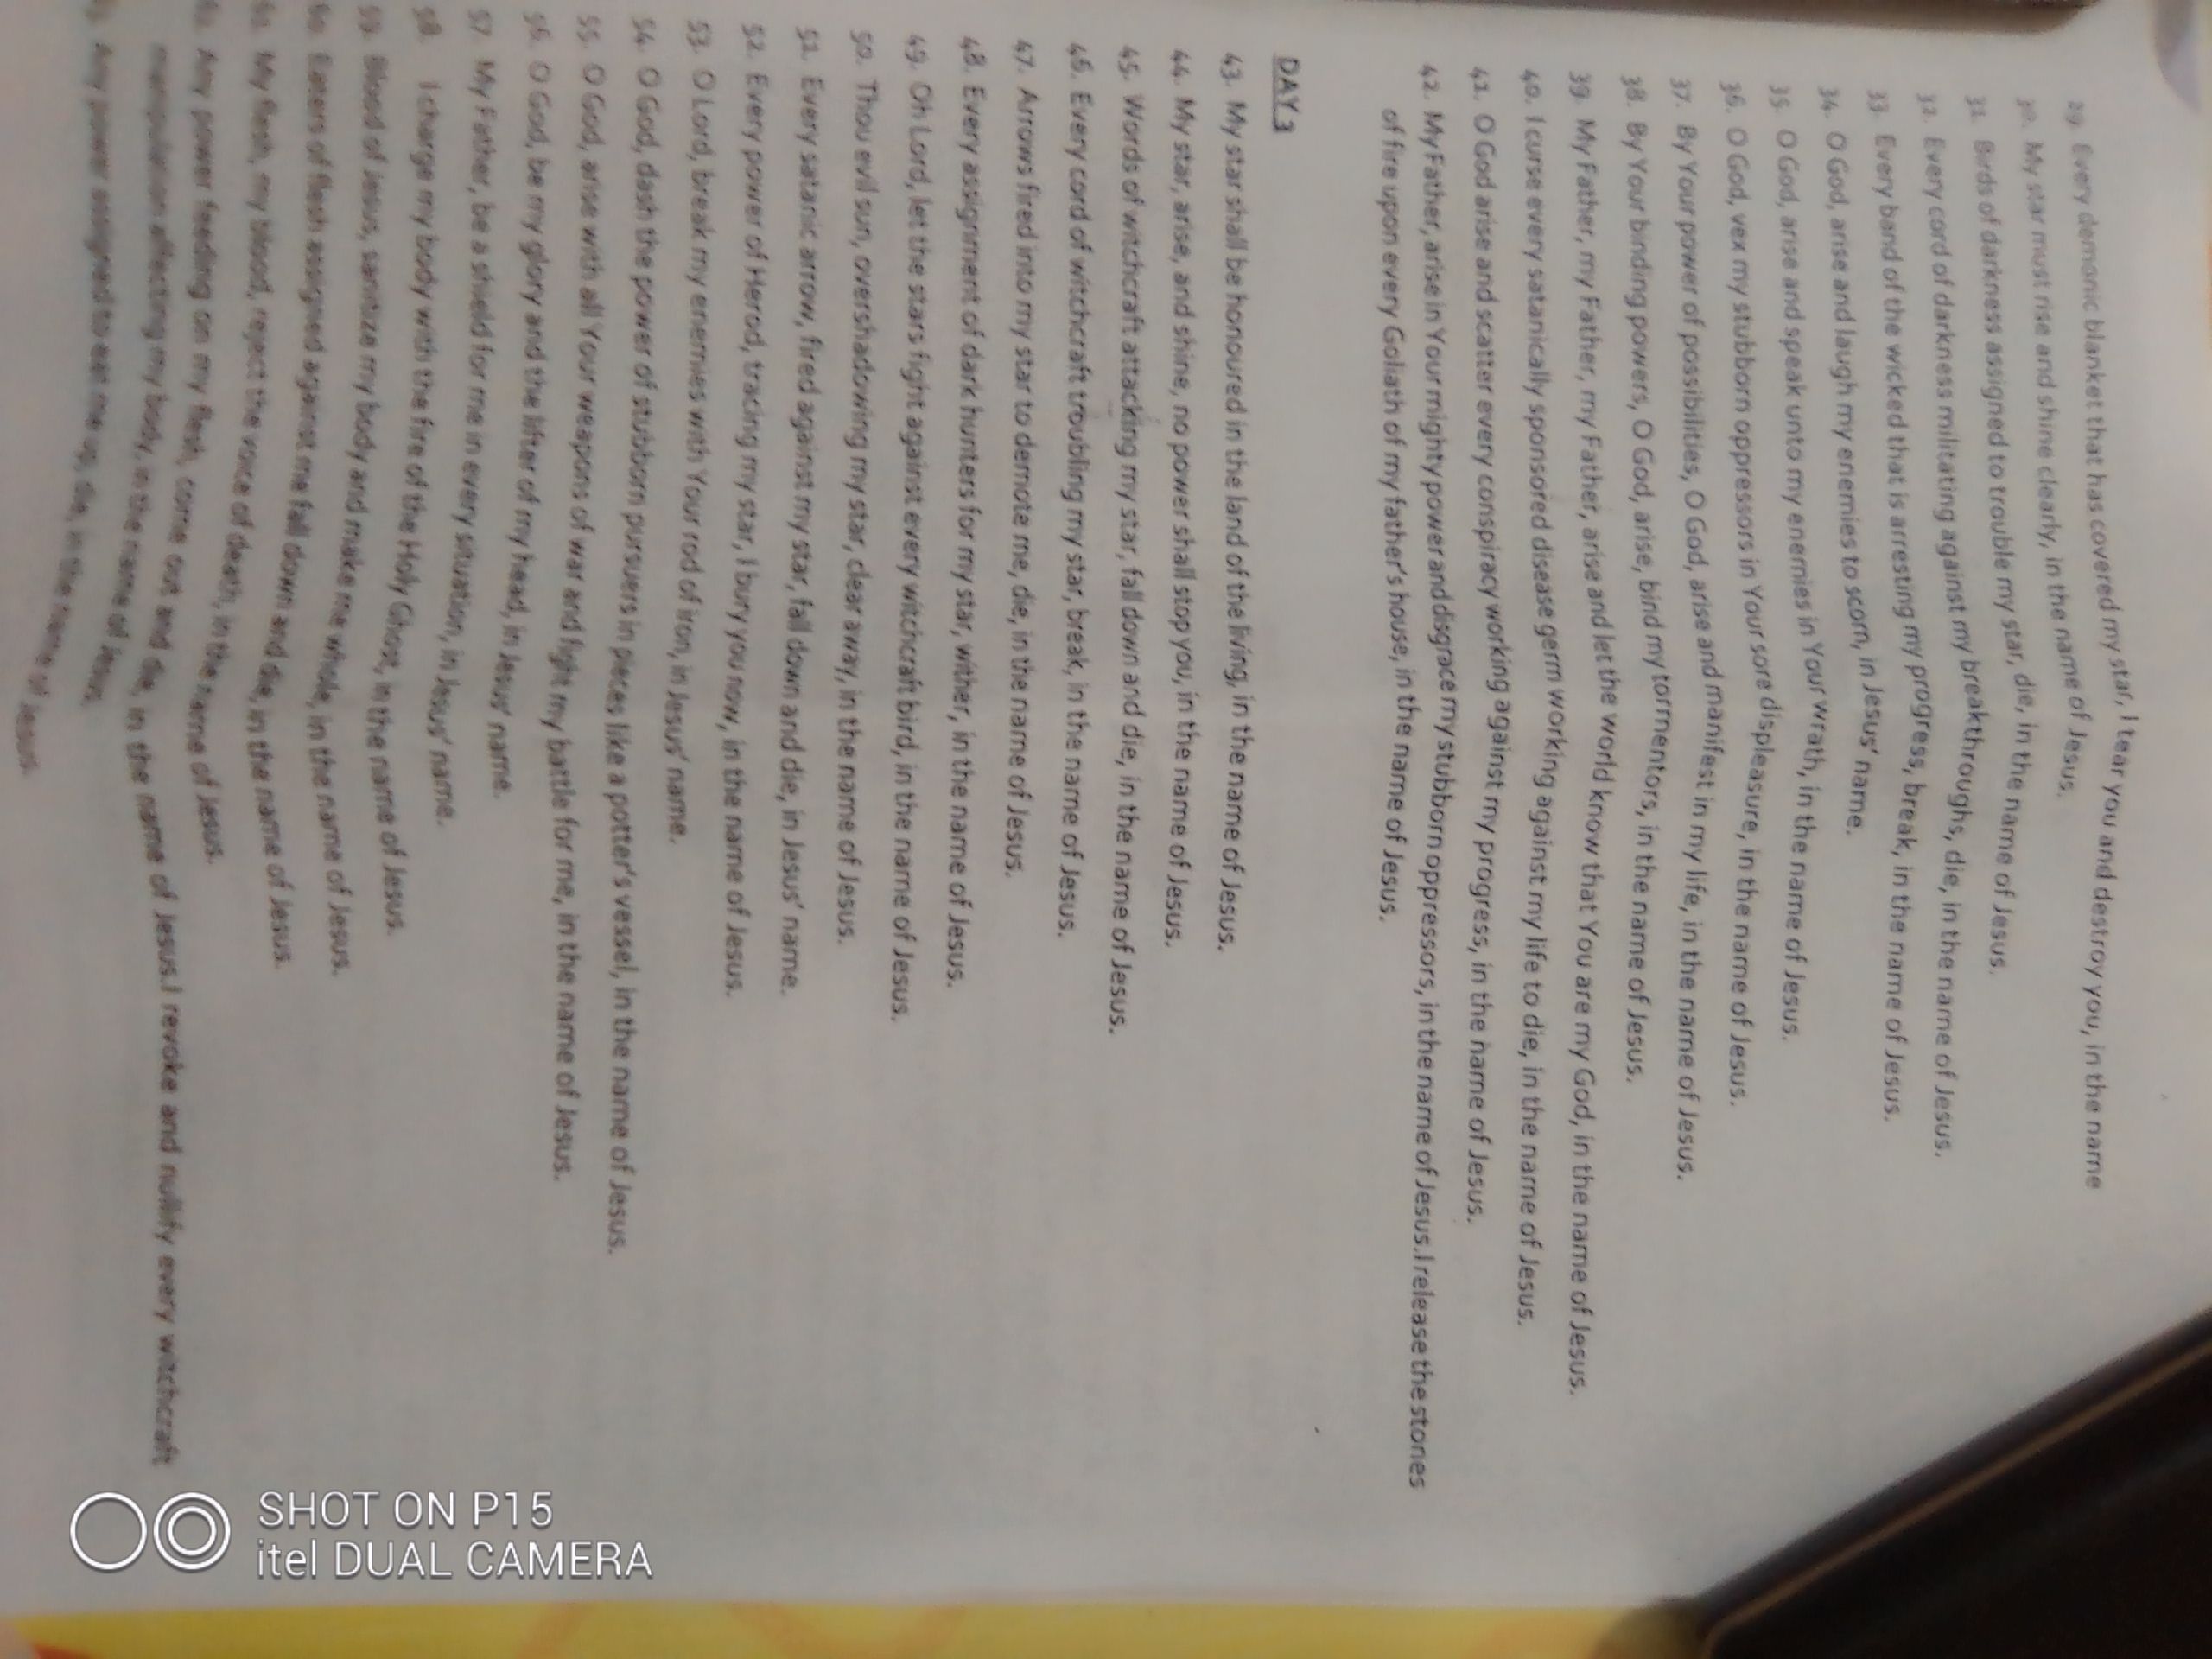 29. Every demonic blanket that has covered my star, I tear you and destroy you, in the name
30. My star must rise and shine clearly, in the name of Jesus.
31. Birds of darkness assigned to trouble my star, die, in the name of Jesus.
32. Every cord of darkness militating against my breakthroughs, die, in the name of Jesus.
33. Every band of the wicked that is arresting my progress, break, in the name of Jesus.
34. O God, arise and laugh my enemies to scorn, in Jesus' name.
35. O God, arise and speak unto my enemies in Your wrath, in the name of Jesus.
36. O God, vex my stubborn oppressors in Your sore displeasure, in the name of Jesus.
37. By Your power of possibilities, O God, arise and manifest in my life, in the name of Jesus.
38. By Your binding powers, O God, arise, bind my tormentors, in the name of Jesus.
39. My Father, my Father, my Father, arise and let the world know that You are my God, in the name of Jesus.
40. I curse every satanically sponsored disease germ working against my life to die, in the name of Jesus.
41. O God arise and scatter every conspiracy working against my progress, in the name of Jesus.
42. My Father, arise in Your mighty power and disgrace my stubborn oppressors, in the name of Jesus. I release the stones
of fire upon every Goliath of my father's house, in the name of Jesus.
DAY 3
43. My star shall be honoured in the land of the living, in the name of Jesus.
44. My star, arise, and shine, no power shall stop you, in the name of Jesus.
45. Words of witchcraft attacking my star, fall down and die, in the name of Jesus.
46. Every cord of witchcraft troubling my star, break, in the name of Jesus.
47. Arrows fired into my star to demote me, die, in the name of Jesus.
48. Every assignment of dark hunters for my star, wither, in the name of Jesus.
49. Oh Lord, let the stars fight against every witchcraft bird, in the name of Jesus.
50. Thou evil sun, overshadowing my star, clear away, in the name of Jesus.
51. Every satanic arrow, fired against my star, fall down and die, in Jesus' name.
52. Every power of Herod, tracing my star, I bury you now, in the name of Jesus.
53. O Lord, break my enemies with Your rod of iron, in Jesus' name.
54. O God, dash the power of stubborn pursuers in pieces like a potter's vessel, in the name of Jesus.
55. O God, arise with all Your weapons of war and fight my battle for me, in the name of Jesus.
56. O God, be my glory and the lifter of my head, in Jesus' name.
57. My Father, be a shield for me in every situation, in Jesus' name.
58. I charge my body with the fire of the Holy Ghost, in the name of Jesus.
59. Blood of Jesus, sanitize my body and make me whole, in the name of Jesus.
60. Eaters of flesh assigned against me fall down and die, in the name of Jesus.
61. My flesh, my blood, reject the voice of death, in the name of Jesus.
62. Any power feeding on my flesh, come out and die, in the name of Jesus. I revoke and nullify every witchcraft
manipulation affecting my body, in the name of Jesus.
Any power assigned to eat me up, die, in the name of Jesus.
SHOT ON P15
itel DUAL CAMERA